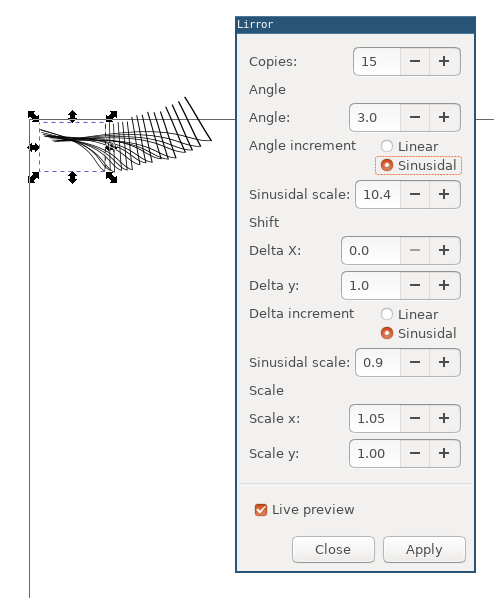 Lirror
Copies: 15
Angle
Angle: 3.0
Angle increment Linear
Sinusidal
Sinusidal scale: 10.4
Shift
Delta X: 0.0
Delta y: 1.0
Delta increment Linear
Sinusidal
Sinusidal scale: 0.9
Scale
Scale x: 1.05
Scale y: 1.00
Live preview
Close Apply